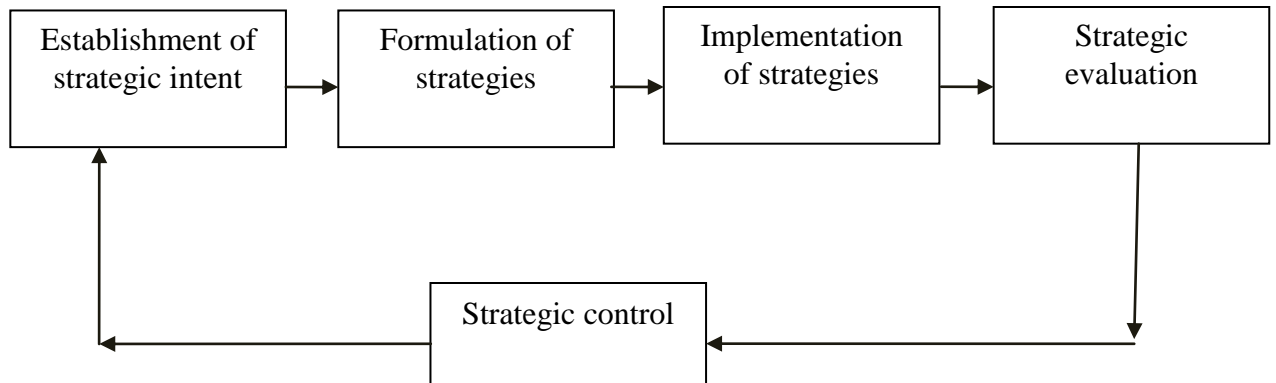 Establishment of
strategic intent
Formulation of
strategies
Implementation
of strategies
Strategic
evaluation
Strategic control